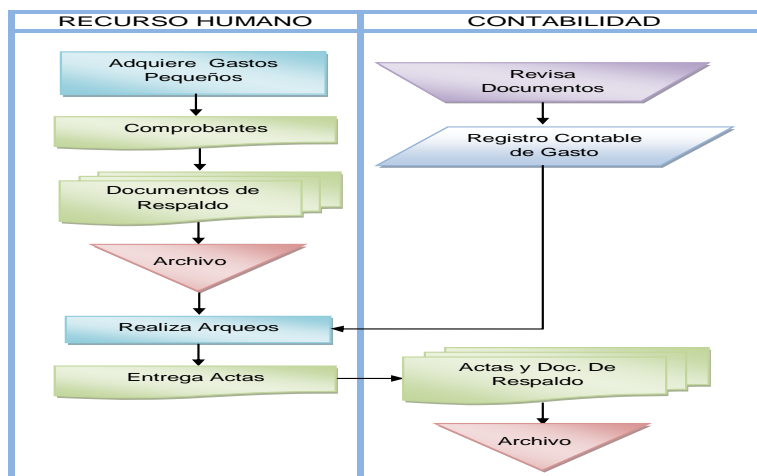 RECURSO HUMANO
CONTABILIDAD
Adquiere Gastos
Pequeños
Comprobantes
Documentos de
Respaldo
Archivo
Realiza Arqueos
Entrega Actas
Revisa
Documentos
Registro Contable
de Gasto
Actas y Doc. De
Respaldo
Archivo